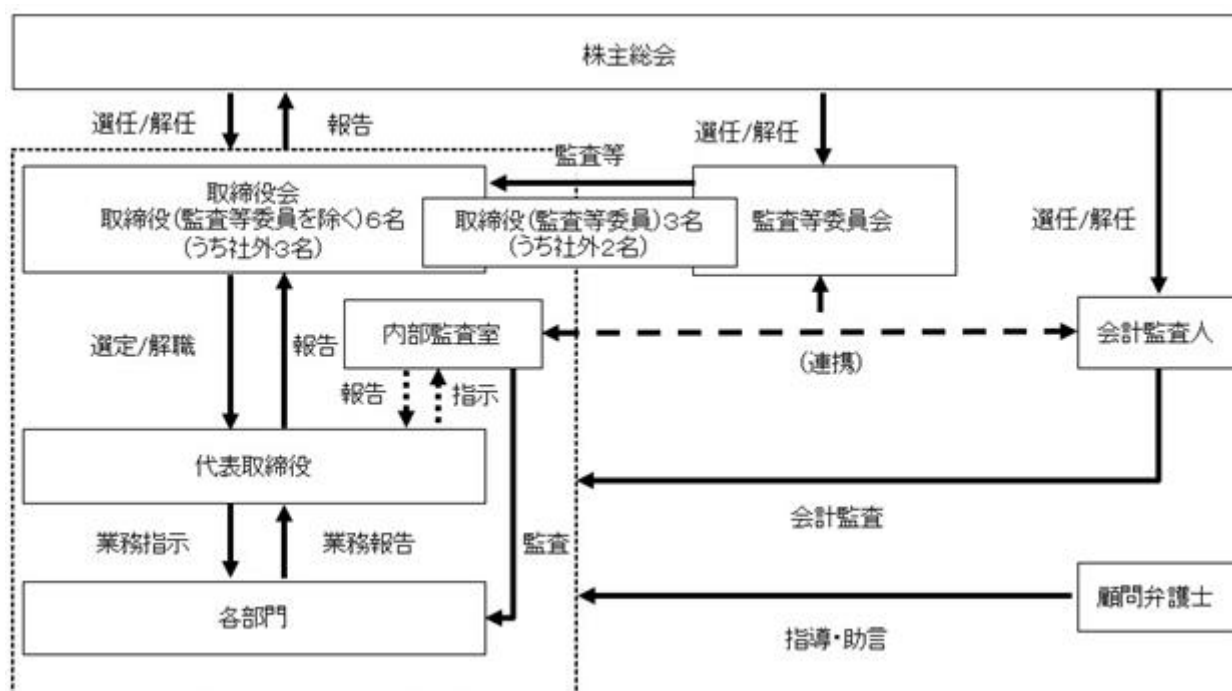 株主総会
選任/解任
報告
選任/解任
選任/解任
監査等
取締役会
取締役(監査等委員を除く)6名
(うち社外3名)
取締役(監査等委員)3名
(うち社外2名)
監査等委員会
選定/解職
報告
内部監査室
(連携)
会計監査人
報告
指示
代表取締役
会計監査
業務指示
業務報告
監査
各部門
顧問弁護士
指導・助言